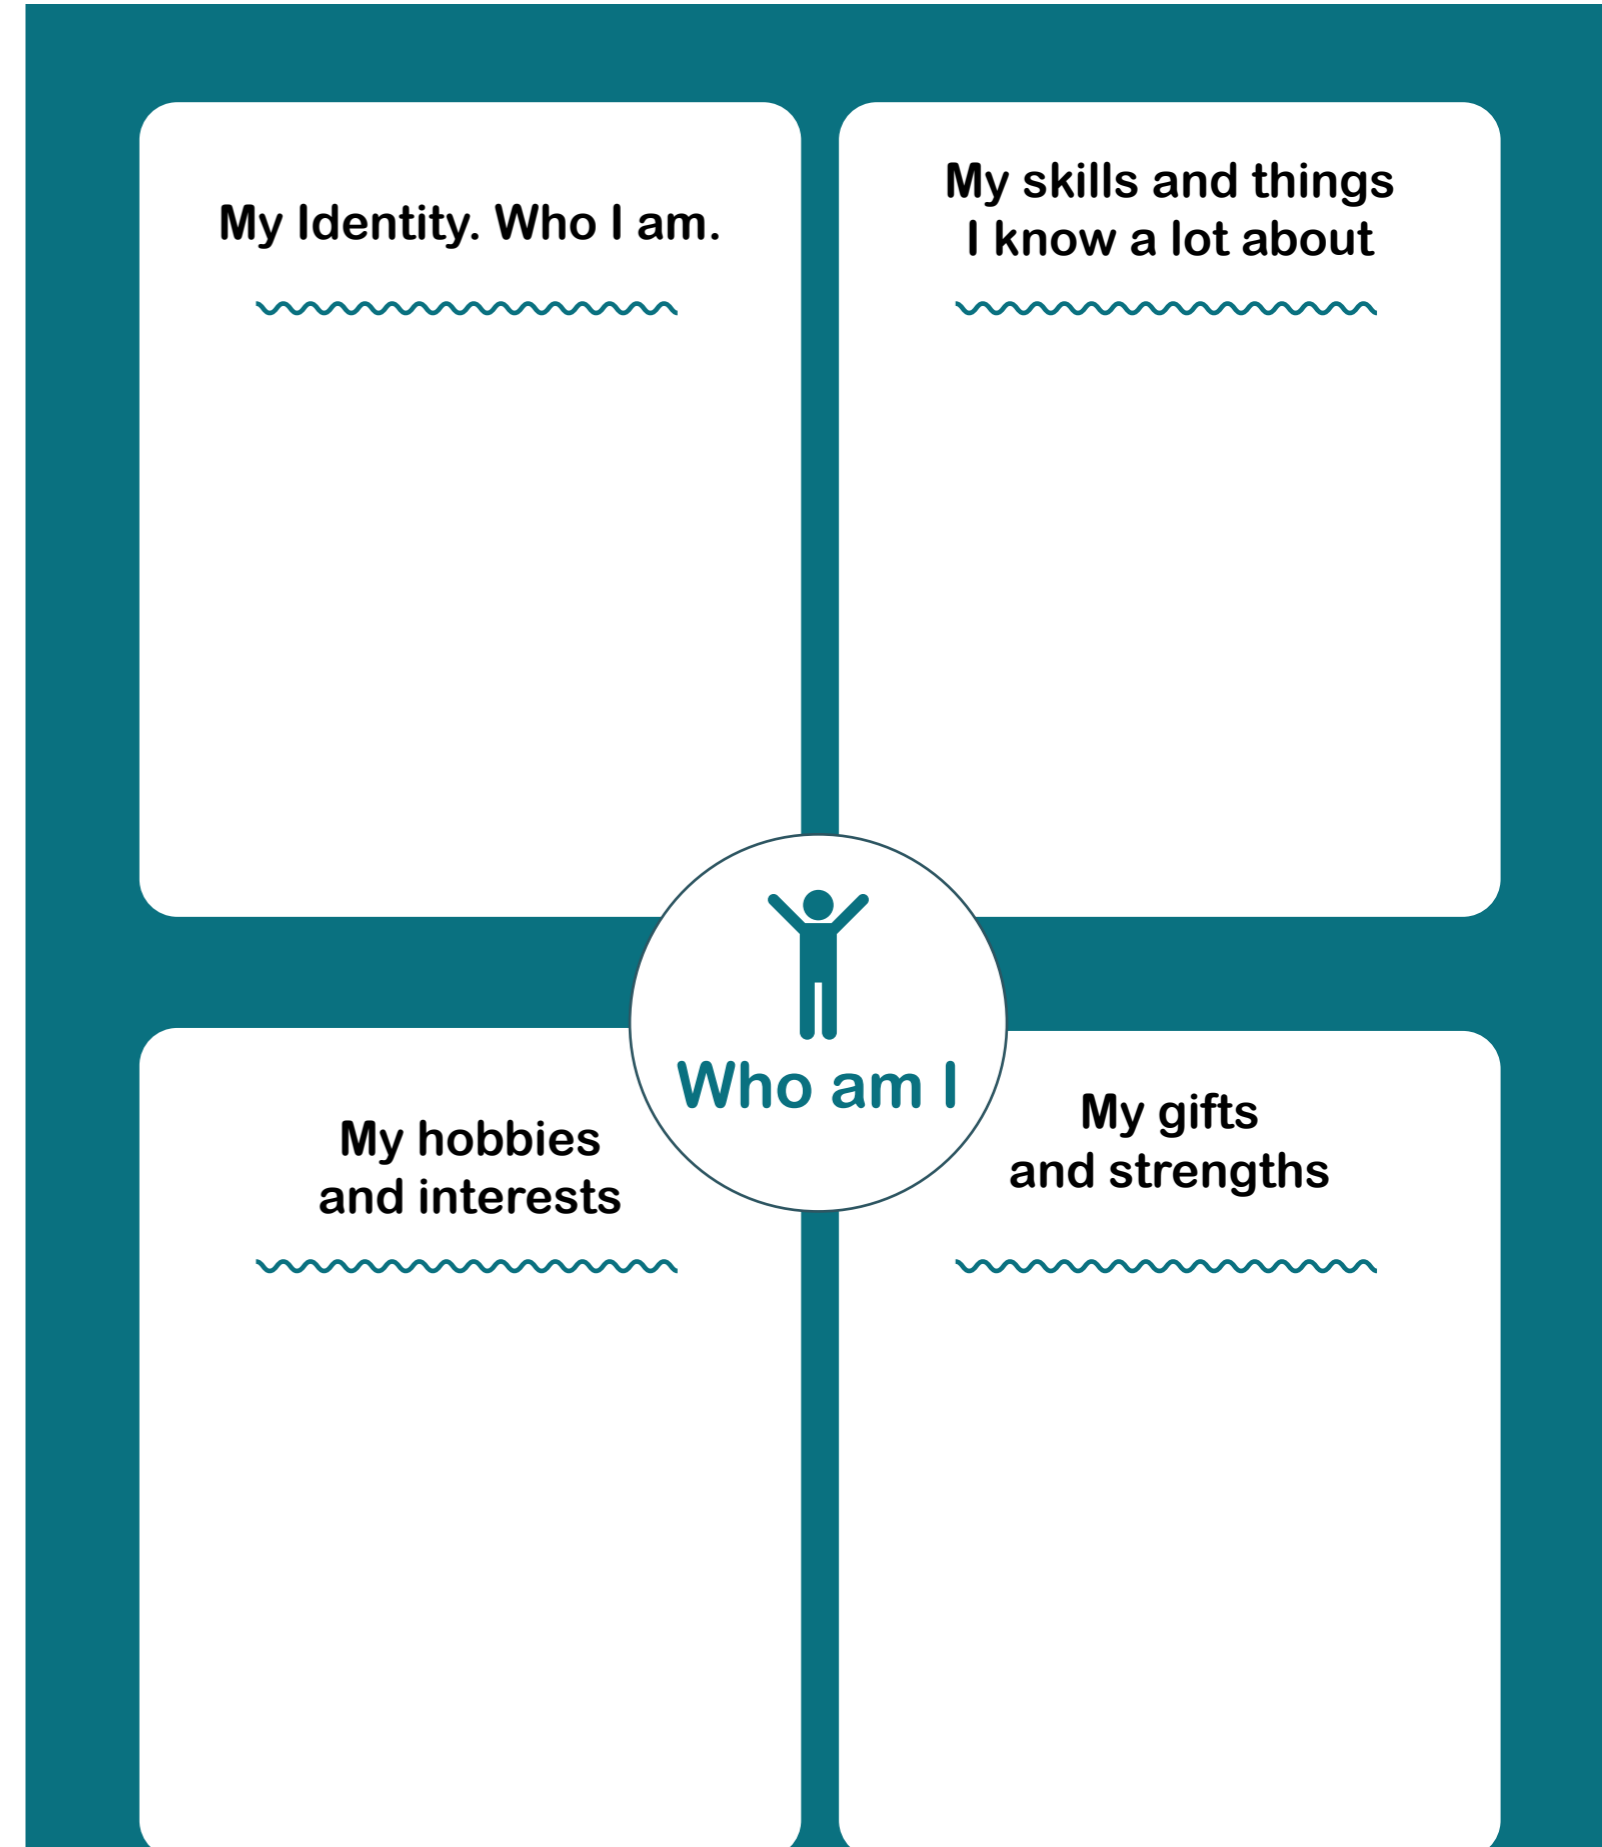 My Identity. Who I am.
My skills and things
I know a lot about
Who am I
My hobbies
and interests
My gifts
and strengths